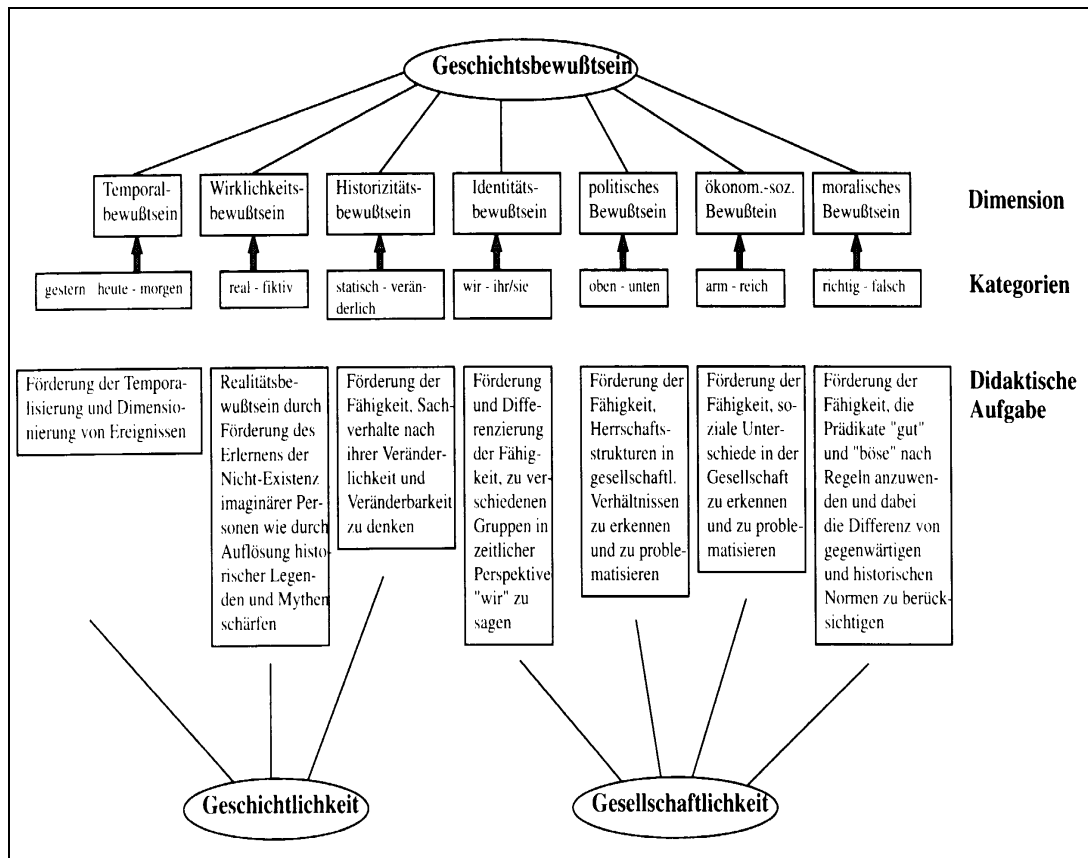 Geschichtsbewußtsein
Temporal-
bewußtsein
Wirklichkeits-
bewußtsein
Historizitäts-
bewußtsein
Identitäts-
bewußtsein
politisches
Bewußtsein
ökonom.-soz.
Bewußtein
moralisches
Bewußtsein
Dimension
gestern heute - morgen
real - fiktiv
statisch - verän-
derlich
wir - ihr/sie
oben - unten
arm - reich
richtig - falsch
Kategorien
Förderung der Tempora-
lisierung und Dimensio-
nierung von Ereignissen
Realitätsbe-
wußtsein durch
Förderung des
Erlernens der
Nicht-Existenz
imaginärer Per-
sonen wie durch
Auflösung histo-
rischer Legen-
den und Mythen
schärfen
Förderung der
Fähigkeit, Sach-
verhalte nach
ihrer Veränder-
lichkeit und
Veränderbarkeit
zu denken
Förderung
und Diffe-
renzierung
der Fähig-
keit, zu ver-
schiedenen
Gruppen in
zeitlicher
Perspektive
"wir" zu
sagen
Förderung der
Fähigkeit,
Herrschafts-
strukturen in
gesellschaftl.
Verhältnissen
zu erkennen
und zu proble-
matisieren
Förderung der
Fähigkeit, so-
ziale Unter-
schiede in der
Gesellschaft
zu erkennen
und zu proble-
matisieren
Förderung der
Fähigkeit, die
Prädikate "gut"
und "böse" nach
Regeln anzuwen-
den und dabei
die Differenz von
gegenwärtigen
und historischen
Normen zu berück-
sichtigen
Didaktische
Aufgabe
Geschichtlichkeit
Gesellschaftlichkeit